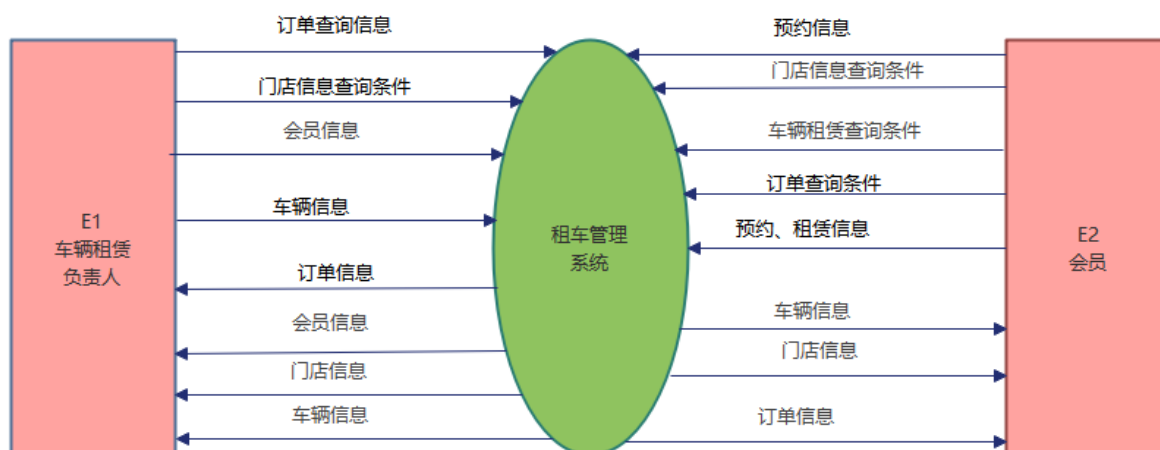 订单查询信息
预约信息
门店信息查询条件
门店信息查询条件
会员信息
车辆租赁查询条件
车辆信息
订单查询条件
E1
车辆租赁
负责人
租车管理
系统
预约、租赁信息
E2
会员
订单信息
车辆信息
会员信息
门店信息
门店信息
车辆信息
订单信息